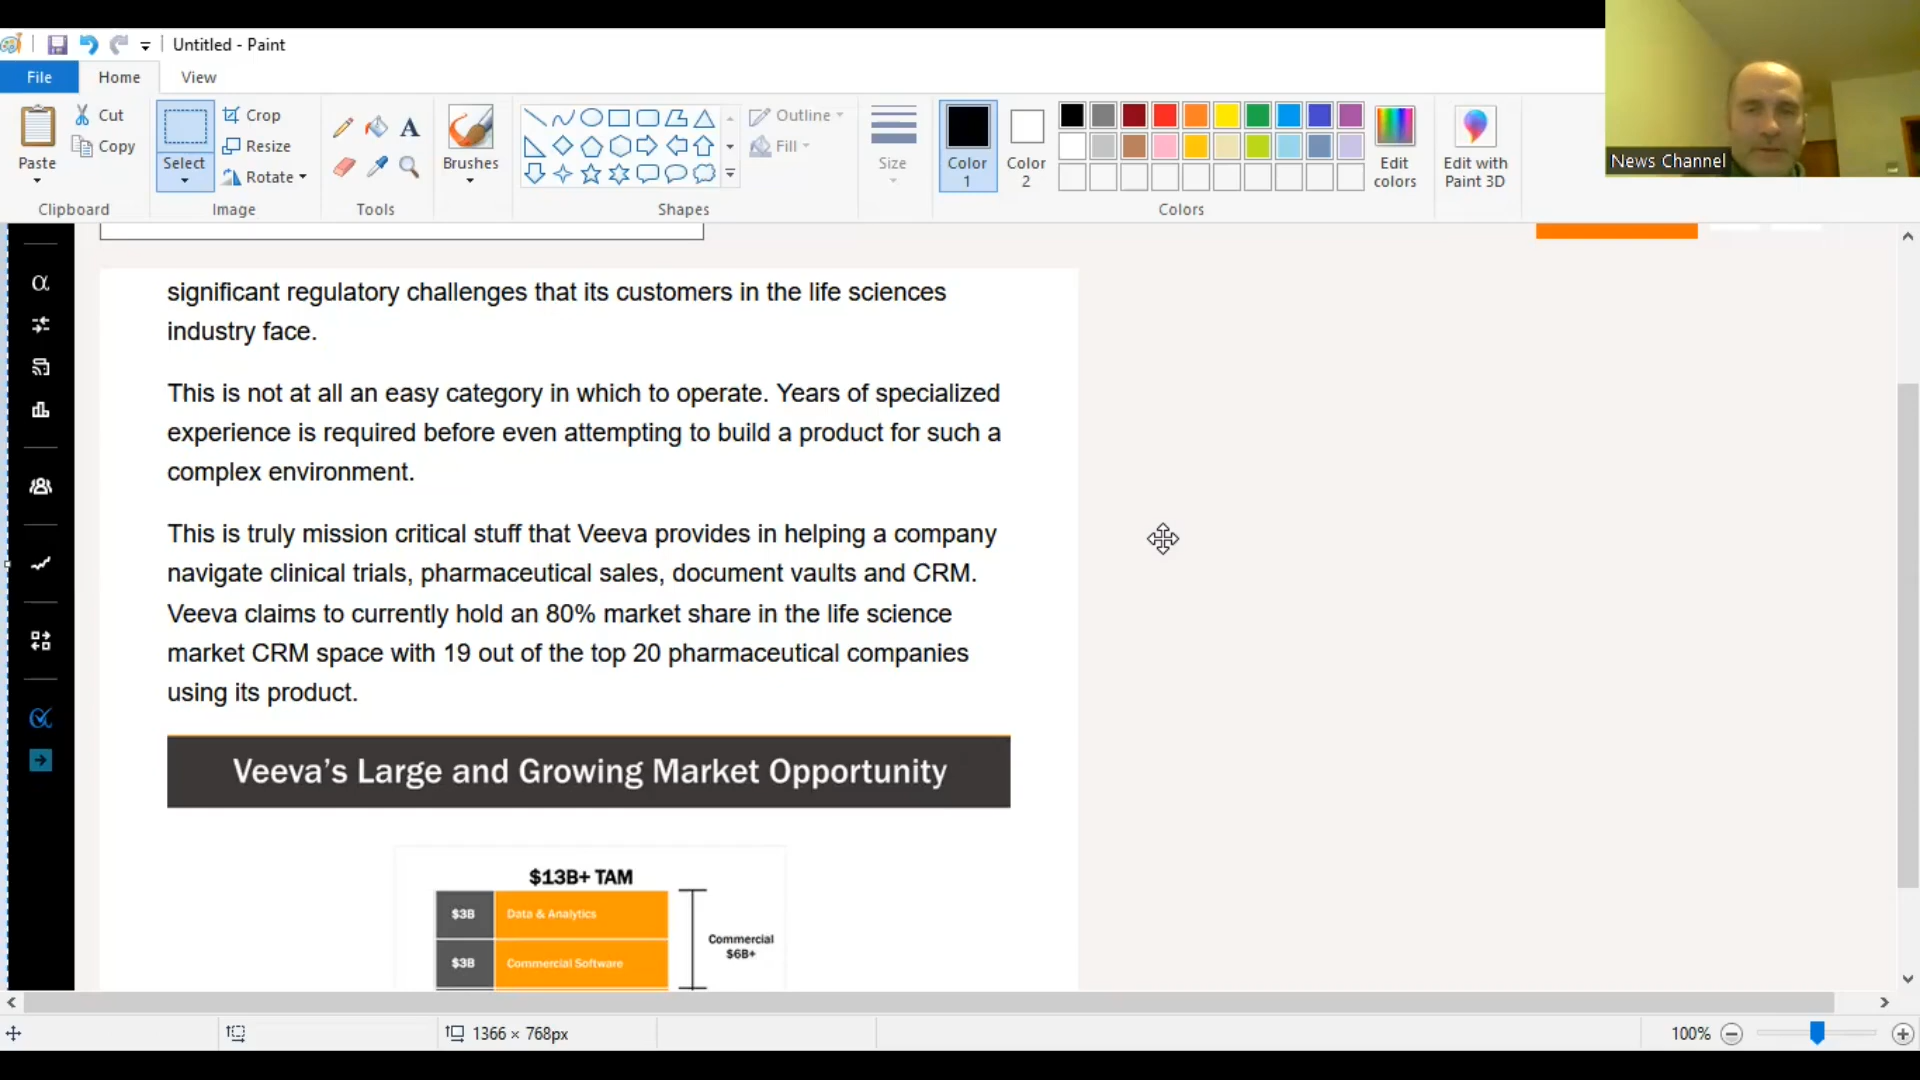 Untitled - Paint
File Home View
Paste Cut Copy Select Crop Resize Rotate Brushes Outline Fill Size Color 1 Color 2 Edit colors Edit with Paint 3D
Clipboard Image Tools Shapes Colors
News Channel
significant regulatory challenges that its customers in the life sciences
industry face.
This is not at all an easy category in which to operate. Years of specialized
experience is required before even attempting to build a product for such a
complex environment.
This is truly mission critical stuff that Veeva provides in helping a company
navigate clinical trials, pharmaceutical sales, document vaults and CRM.
Veeva claims to currently hold an 80% market share in the life science
market CRM space with 19 out of the top 20 pharmaceutical companies
using its product.
Veeva's Large and Growing Market Opportunity
$13B+ TAM
$3B Data & Analytics
Commercial
$6B+
$3B Commercial Software
1366 × 768px
100%